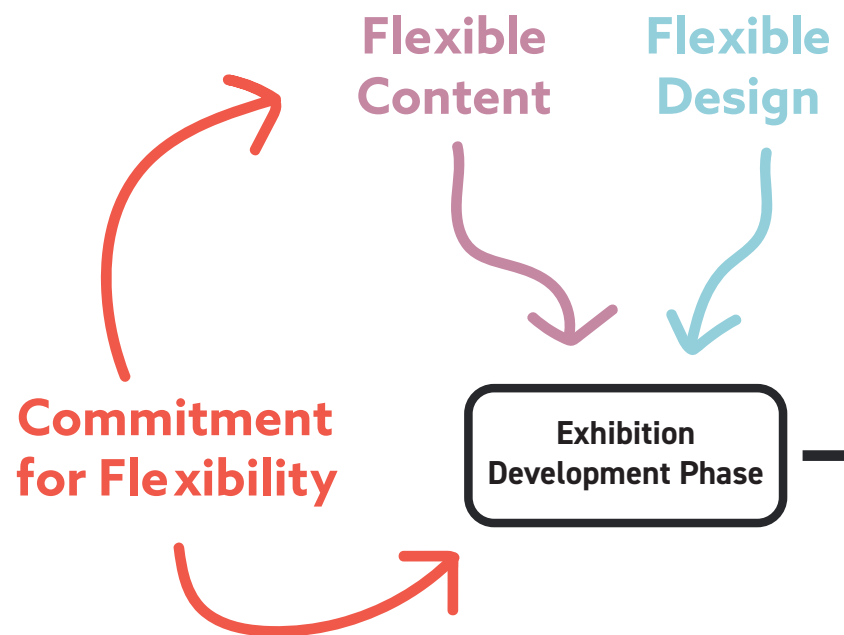 Flexible
Content
Flexible
Design
Commitment
for Flexibility
Exhibition
Development Phase